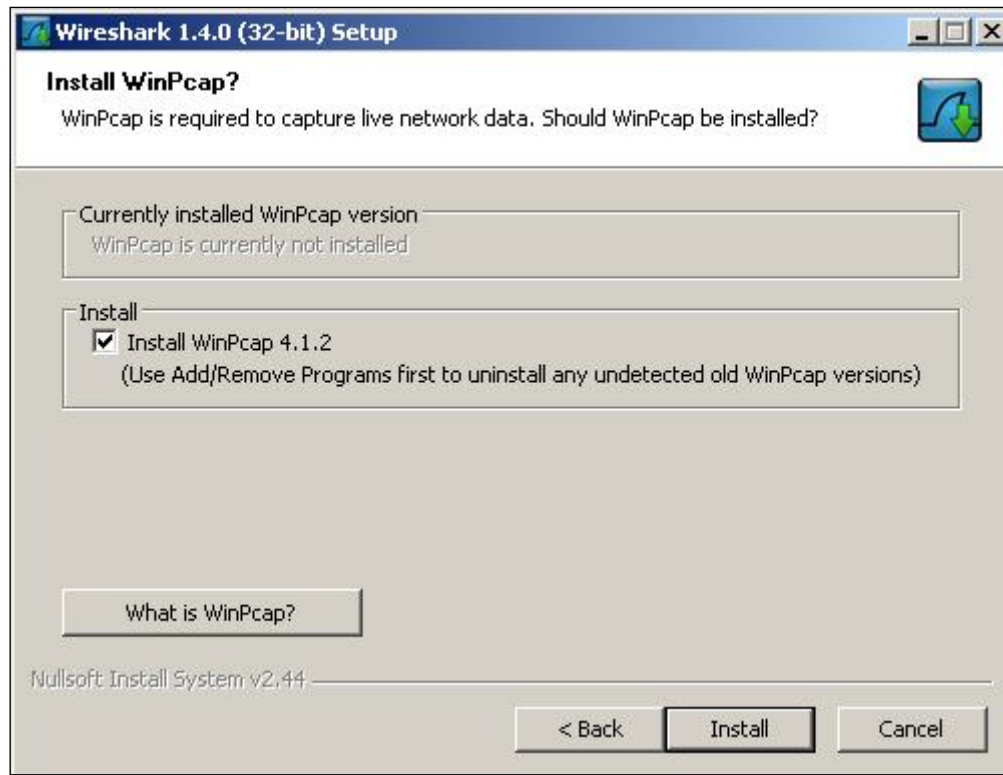 Wireshark 1.4.0 (32-bit) Setup
Install WinPcap?
WinPcap is required to capture live network data. Should WinPcap be installed?
Currently installed WinPcap version
WinPcap is currently not installed
Install
Install WinPcap 4.1.2
(Use Add/Remove Programs first to uninstall any undetected old WinPcap versions)
What is WinPcap?
Nullsoft Install System v2.44
< Back Install Cancel